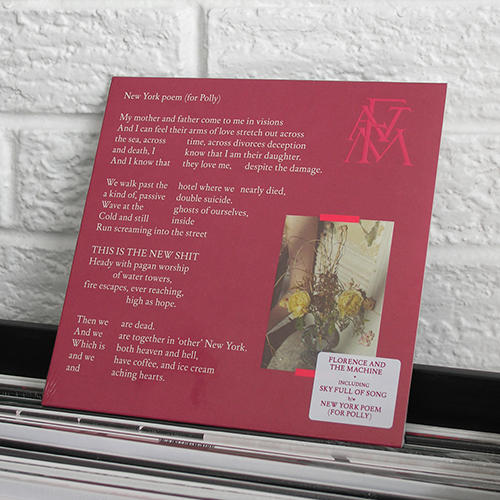 New York poem (for Polly)
My mother and father come to me in visions
And I can feel their arms of love stretch out across
the sea, across time, across divorces deception
and death, I know that I am their daughter.
And I know that they love me, despite the damage.
We walk past the hotel where we nearly died,
a kind of, passive double suicide.
Wave at the ghosts of ourselves,
Cold and still inside
Run screaming into the street
THIS IS THE NEW SHIT
Heady with pagan worship
of water towers,
fire escapes, ever reaching,
high as hope.
Then we are dead.
And we are together in 'other' New York.
Which is both heaven and hell,
and we have coffee, and ice cream
and aching hearts.
FATM
FLORENCE AND
THE MACHINE
•
INCLUDING
SKY FULL OF SONG
b/w
NEW YORK POEM
(FOR POLLY)